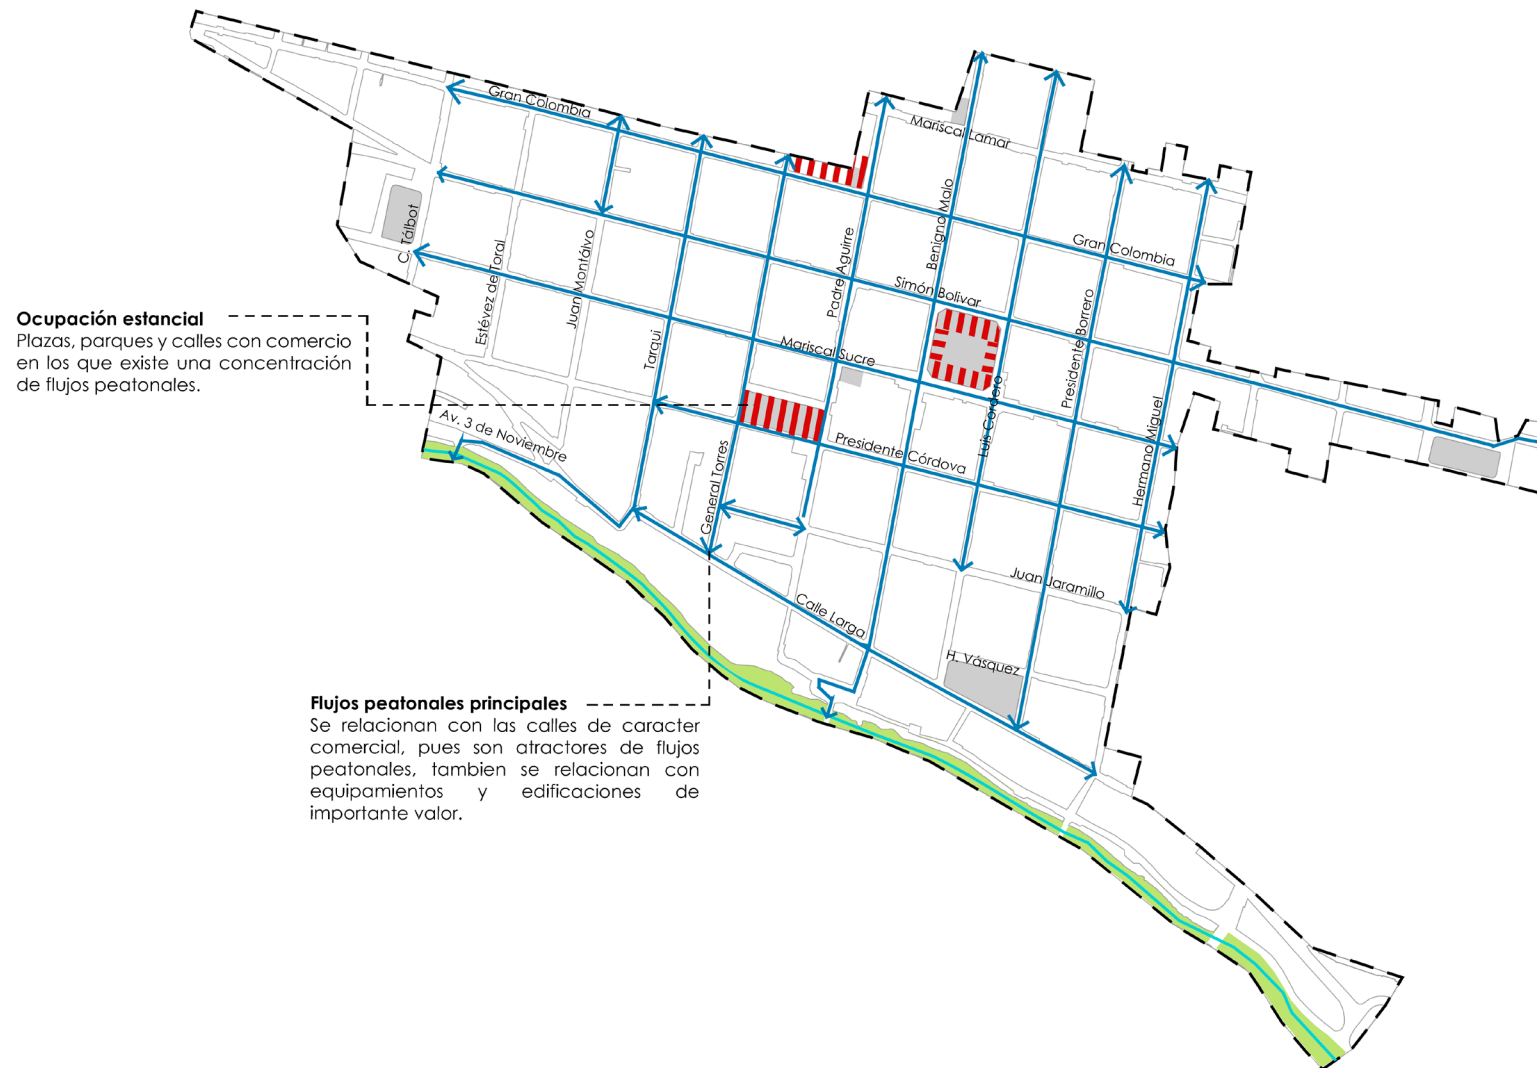 Gran Colombia
Mariscal Lamar
Benigno Malo
C. Tálbot
Padre Aguirre
Gran Colombia
Estévez de Toral
Juan Montálvo
Simón Bolívar
Ocupación estancial
Plazas, parques y calles con comercio
en los que existe una concentración
de flujos peatonales.
Tarqui
Mariscal Sucre
Presidente Borrero
Luis Cordero
Hermano Miguel
Av. 3 de Noviembre
Presidente Córdova
General Torres
Juan Jaramillo
Calle Larga
H. Vásquez
Flujos peatonales principales
Se relacionan con las calles de caracter
comercial, pues son atractores de flujos
peatonales, tambien se relacionan con
equipamientos y edificaciones de
importante valor.